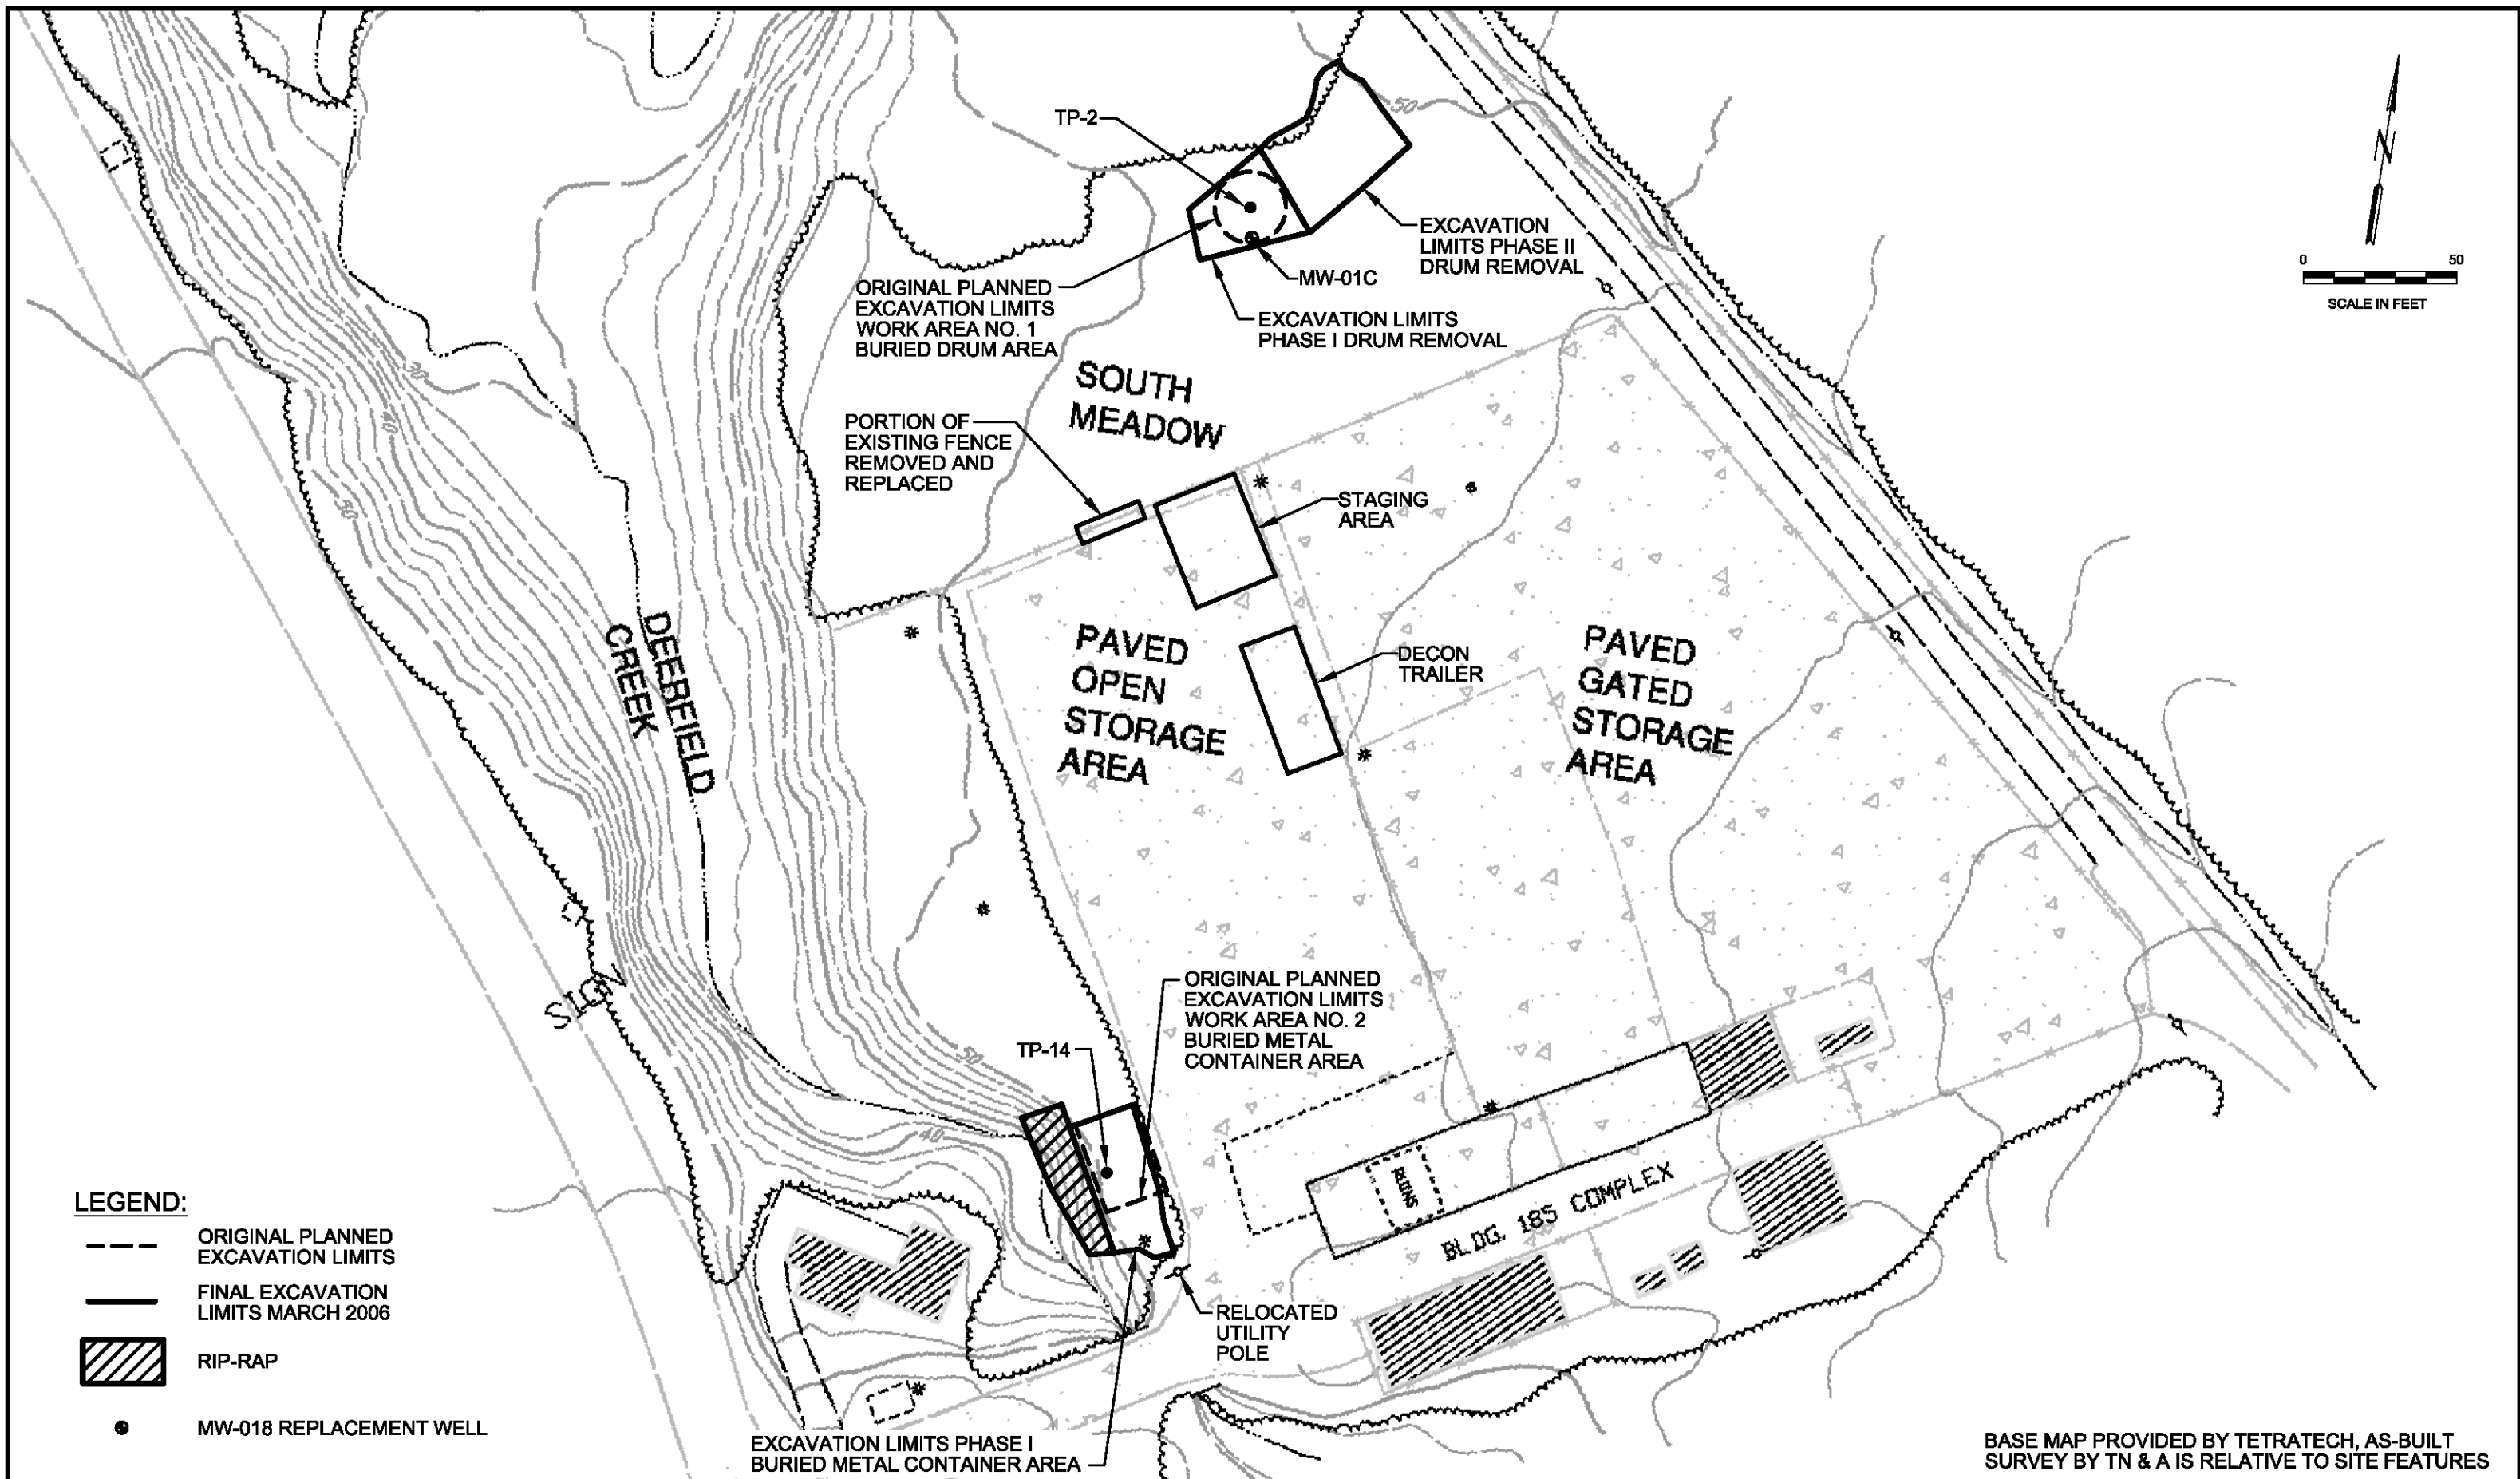 TP-2
50
N
0 50
SCALE IN FEET
EXCAVATION
LIMITS PHASE II
DRUM REMOVAL
MW-01C
ORIGINAL PLANNED
EXCAVATION LIMITS
WORK AREA NO. 1
BURIED DRUM AREA
EXCAVATION LIMITS
PHASE I DRUM REMOVAL
30
SOUTH
MEADOW
40
PORTION OF
EXISTING FENCE
REMOVED AND
REPLACED
50
STAGING
AREA
DEERFIELD
CREEK
PAVED
OPEN
STORAGE
AREA
DECON
TRAILER
PAVED
GATED
STORAGE
AREA
SIGN
ORIGINAL PLANNED
EXCAVATION LIMITS
WORK AREA NO. 2
BURIED METAL
CONTAINER AREA
TP-14
50
40
RUINS
BLDG. 185 COMPLEX
RELOCATED
UTILITY
POLE
LEGEND:
ORIGINAL PLANNED
EXCAVATION LIMITS
FINAL EXCAVATION
LIMITS MARCH 2006
RIP-RAP
MW-018 REPLACEMENT WELL
EXCAVATION LIMITS PHASE I
BURIED METAL CONTAINER AREA
BASE MAP PROVIDED BY TETRATECH, AS-BUILT
SURVEY BY TN & A IS RELATIVE TO SITE FEATURES